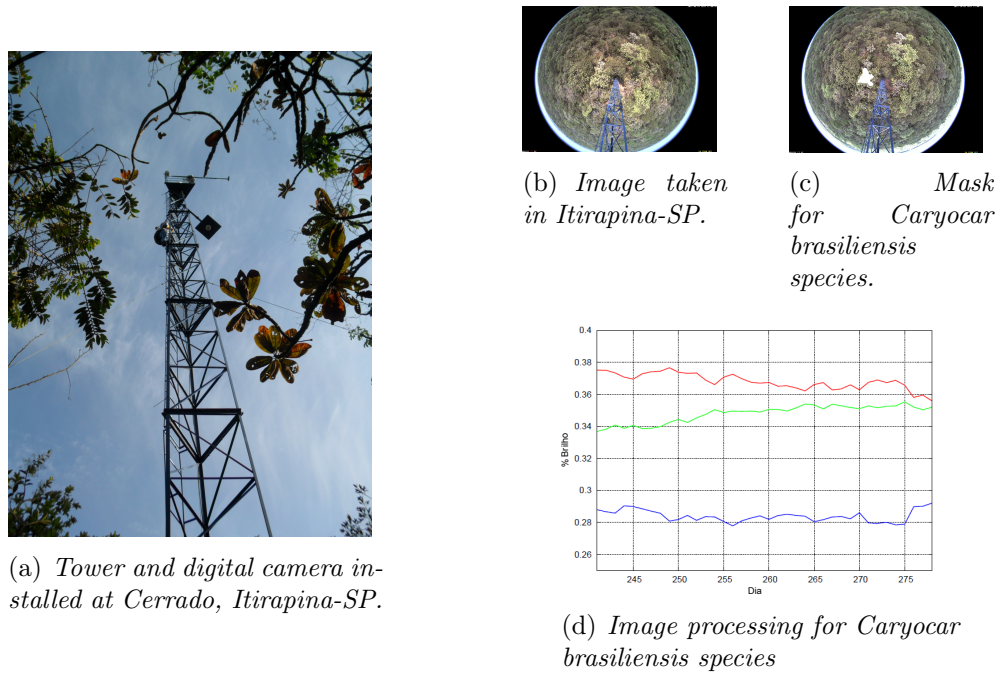 (a) Tower and digital camera in-
stalled at Cerrado, Itirapina-SP.
(b) Image taken
in Itirapina-SP.
(c) Mask
for Caryocar
brasiliensis
species.
0.4
0.38
0.36
0.34
0.32
0.3
0.28
0.26
% Brilho
245 250 255 260 265 270 275
Dia
(d) Image processing for Caryocar
brasiliensis species